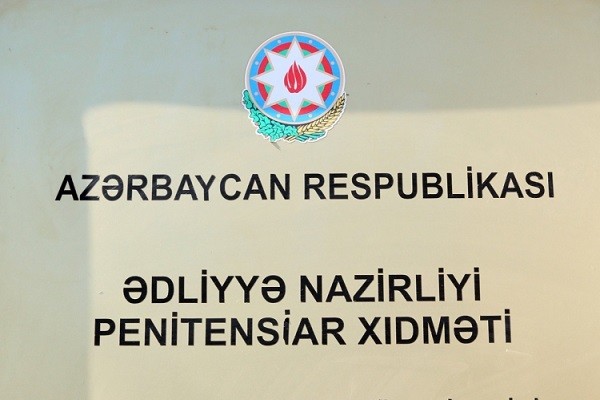 AZƏRBAYCAN RESPUBLİKASI
ƏDLİYYƏ NAZİRLİYİ
PENİTENSİAR XİDMƏTİ